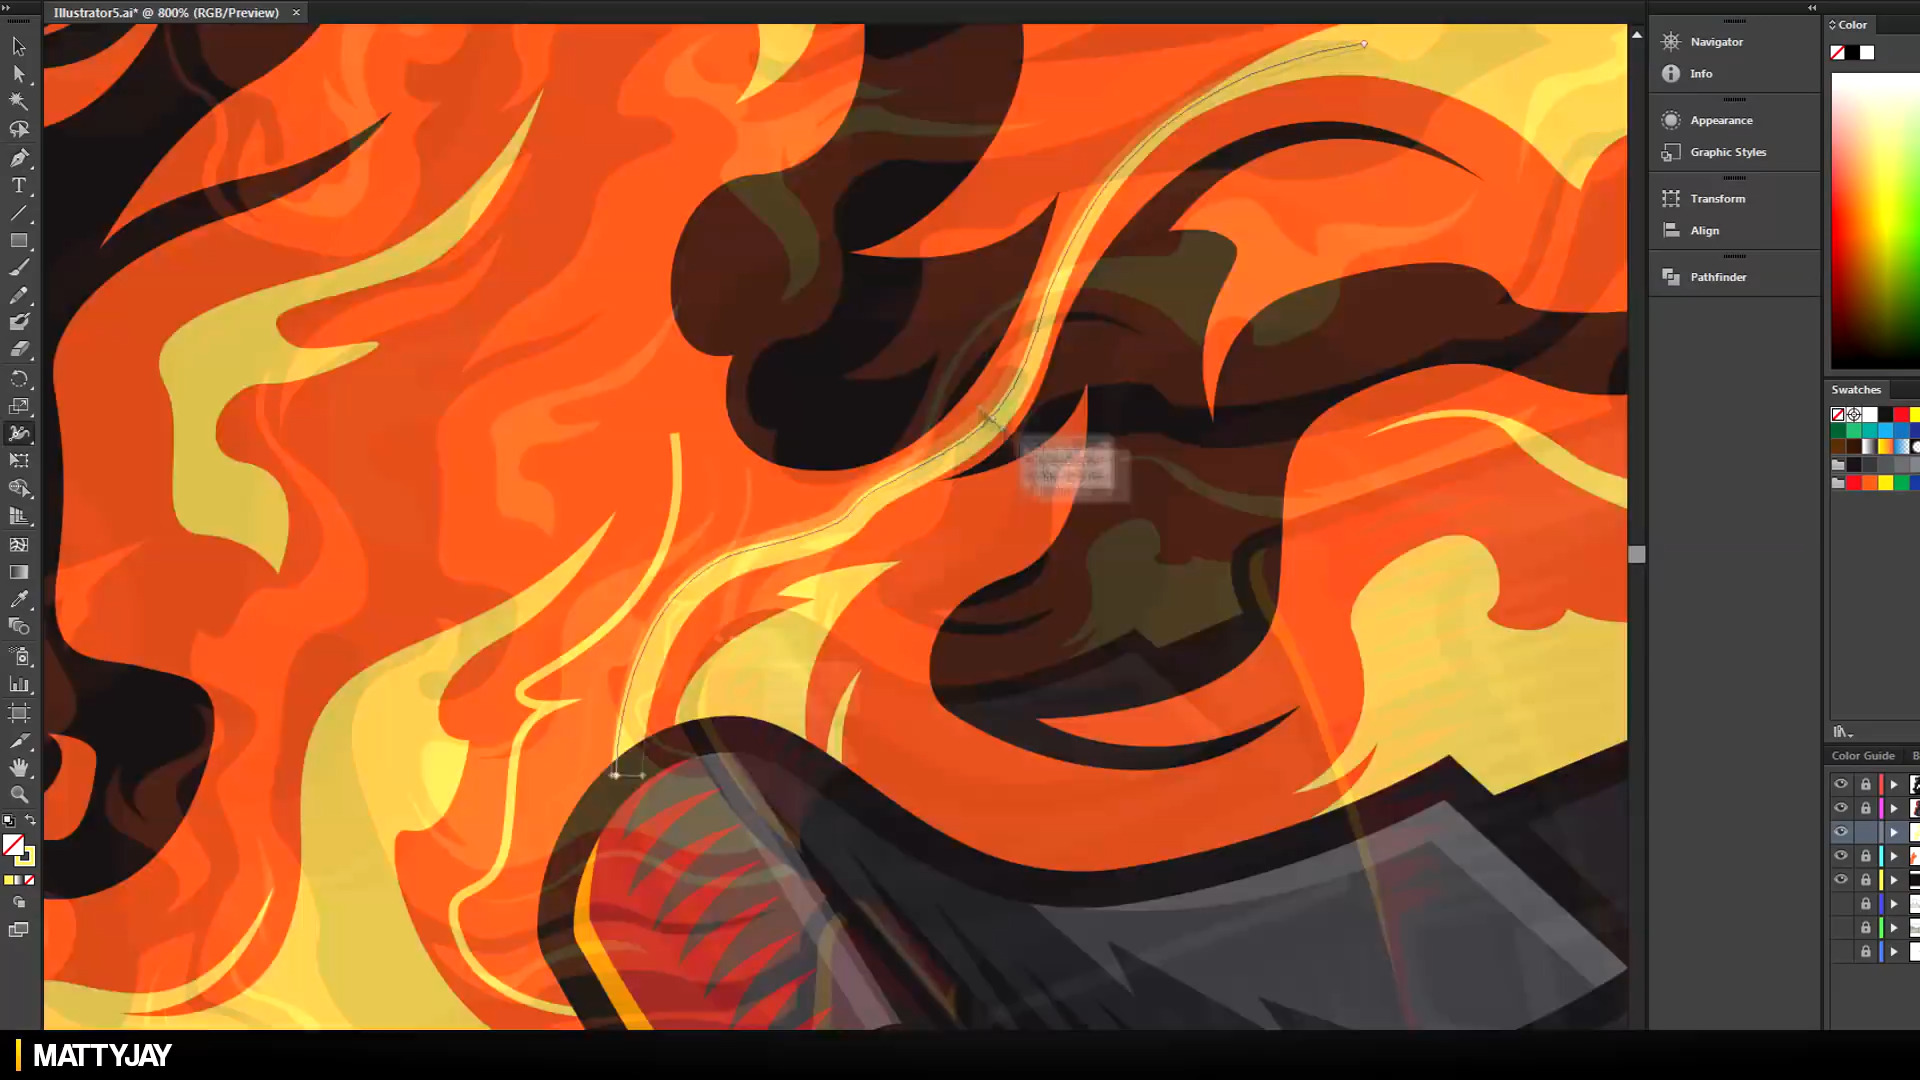 Illustrator5.ai* @ 800% (RGB/Preview)
Navigator
Info
Appearance
Graphic Styles
Transform
Align
Pathfinder
Color
Swatches
Color Guide
MATTYJAY